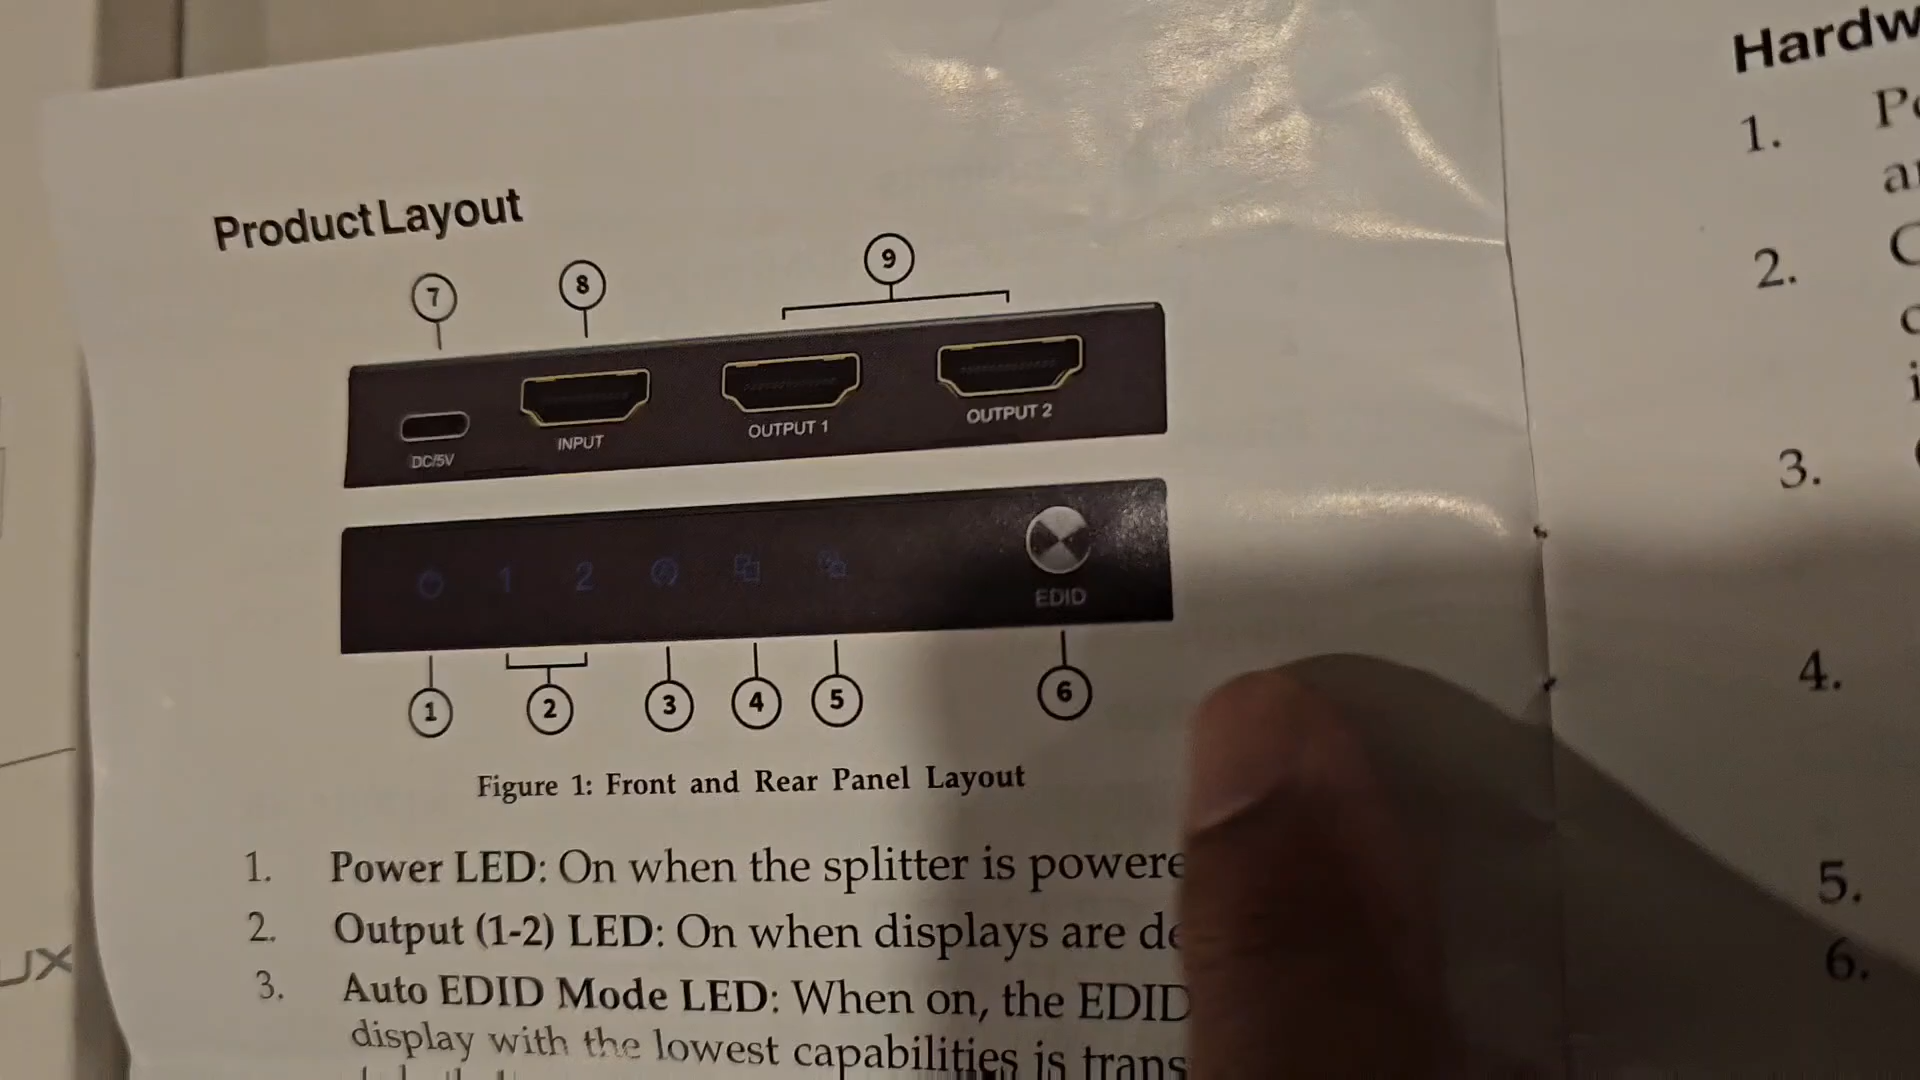 Product Layout
7
8
9
DC/5V
INPUT
OUTPUT 1
OUTPUT 2
1
2
EDID
1
2
3
4
5
6
Figure 1: Front and Rear Panel Layout
1. Power LED: On when the splitter is powere
2. Output (1-2) LED: On when displays are de
3. Auto EDID Mode LED: When on, the EDID
display with the lowest capabilities is trans
Hardw
1. Po
2. C
3.
4.
5.
6.
UX